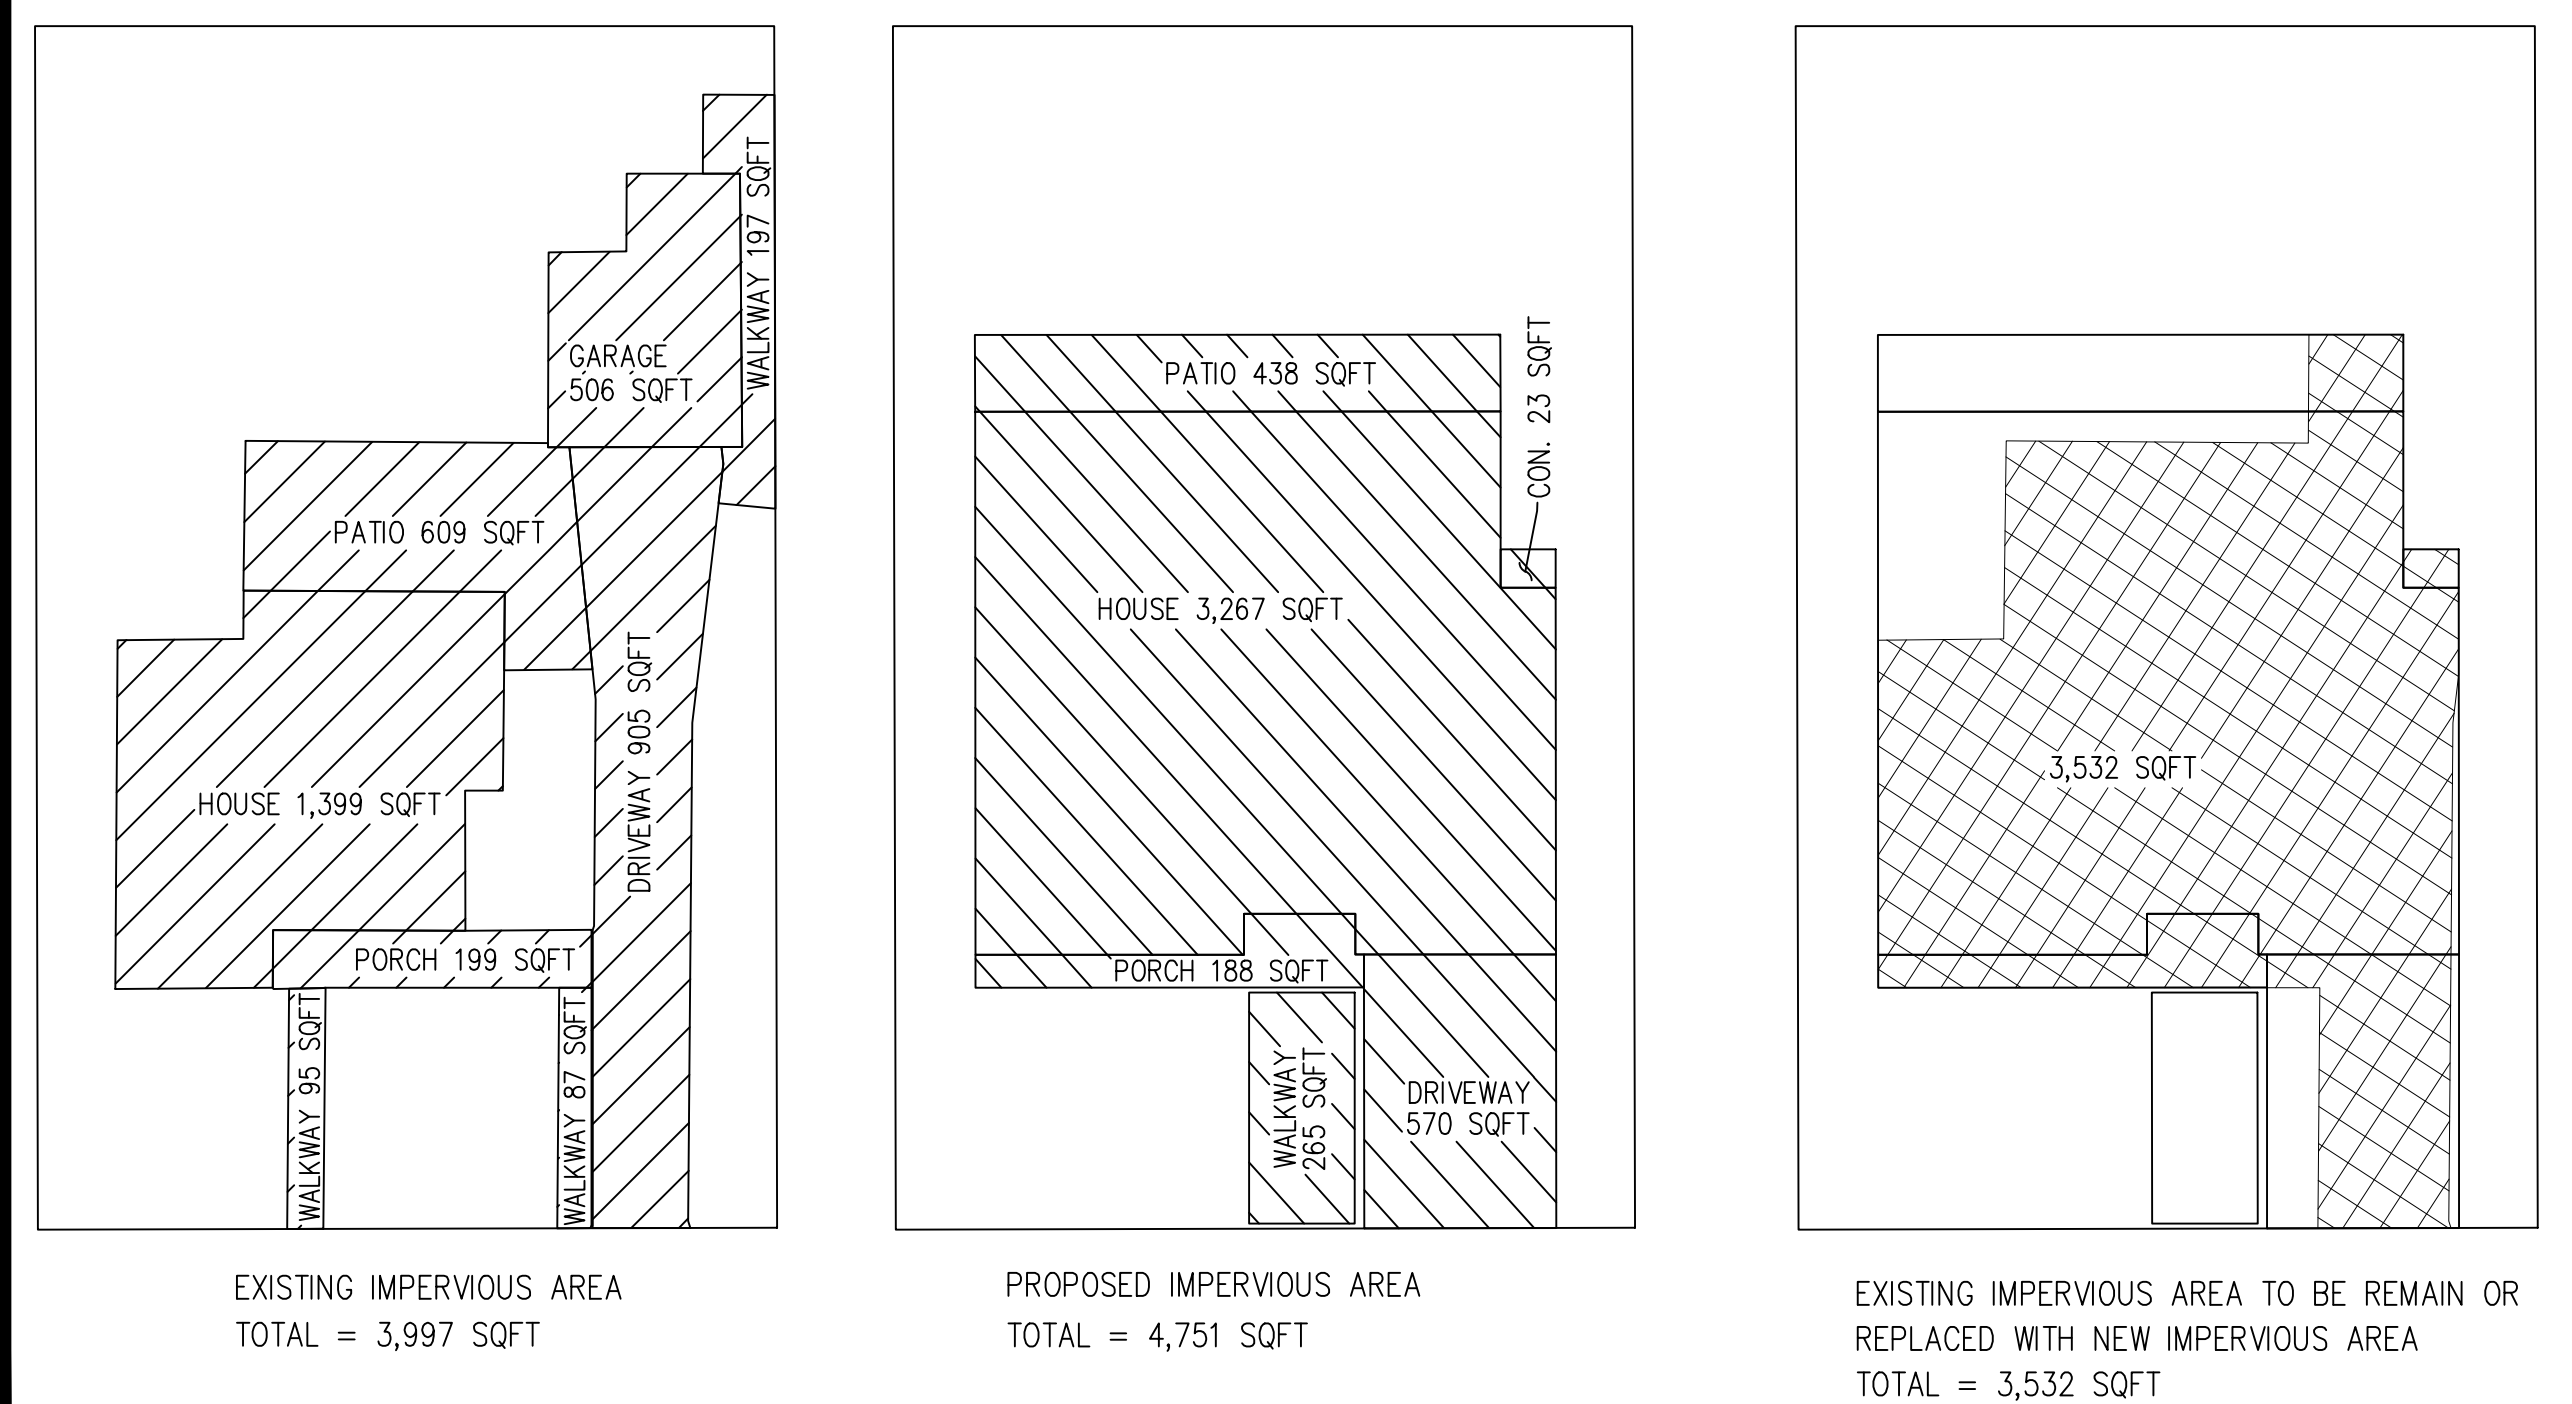 WALKWAY 197 SQFT
GARAGE
506 SQFT
PATIO 609 SQFT
DRIVEWAY 905 SQFT
HOUSE 1,399 SQFT
PORCH 199 SQFT
WALKWAY 95 SQFT
WALKWAY 87 SQFT
EXISTING IMPERVIOUS AREA
TOTAL = 3,997 SQFT
PATIO 438 SQFT
CON. 23 SQFT
HOUSE 3,267 SQFT
PORCH 188 SQFT
WALKWAY
265 SQFT
DRIVEWAY
570 SQFT
PROPOSED IMPERVIOUS AREA
TOTAL = 4,751 SQFT
3,532 SQFT
EXISTING IMPERVIOUS AREA TO BE REMAIN OR
REPLACED WITH NEW IMPERVIOUS AREA
TOTAL = 3,532 SQFT